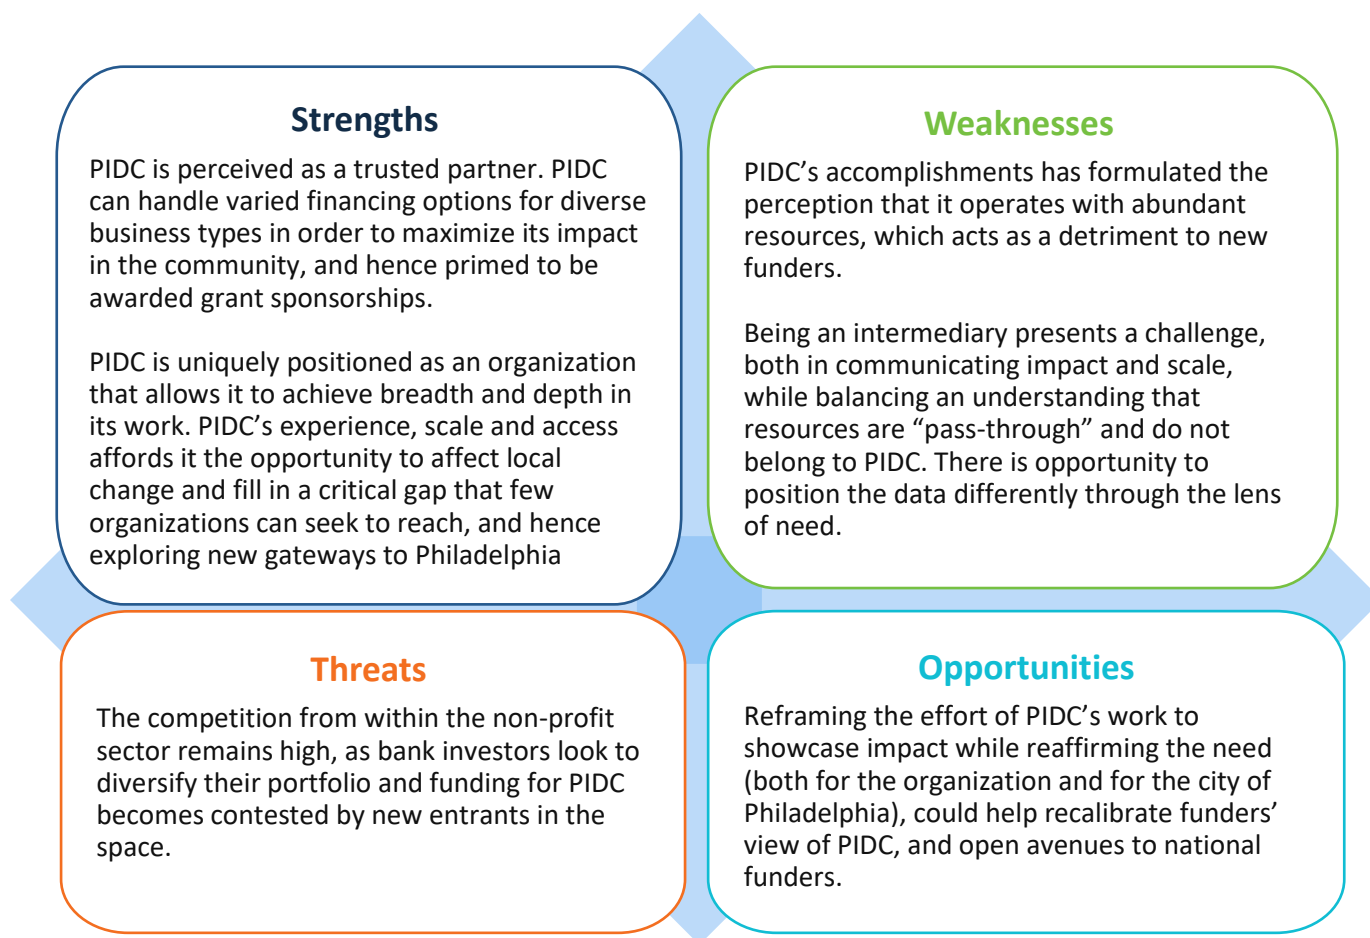 Strengths
PIDC is perceived as a trusted partner. PIDC
can handle varied financing options for diverse
business types in order to maximize its impact
in the community, and hence primed to be
awarded grant sponsorships.
PIDC is uniquely positioned as an organization
that allows it to achieve breadth and depth in
its work. PIDC’s experience, scale and access
affords it the opportunity to affect local
change and fill in a critical gap that few
organizations can seek to reach, and hence
exploring new gateways to Philadelphia
Weaknesses
PIDC’s accomplishments has formulated the
perception that it operates with abundant
resources, which acts as a detriment to new
funders.
Being an intermediary presents a challenge,
both in communicating impact and scale,
while balancing an understanding that
resources are “pass-through” and do not
belong to PIDC. There is opportunity to
position the data differently through the lens
of need.
Threats
The competition from within the non-profit
sector remains high, as bank investors look to
diversify their portfolio and funding for PIDC
becomes contested by new entrants in the
space.
Opportunities
Reframing the effort of PIDC’s work to
showcase impact while reaffirming the need
(both for the organization and for the city of
Philadelphia), could help recalibrate funders’
view of PIDC, and open avenues to national
funders.